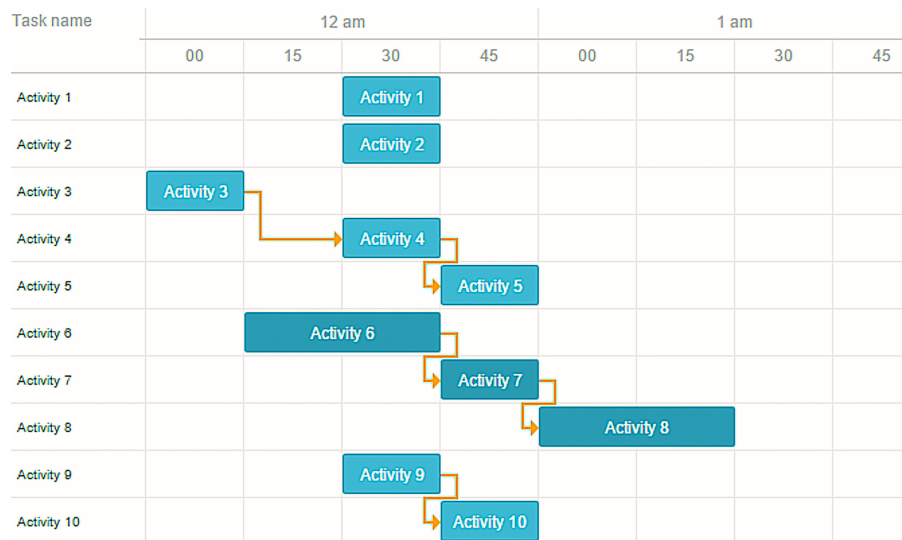 Task name 12 am 1 am
00 15 30 45 00 15 30 45
Activity 1 Activity 1
Activity 2 Activity 2
Activity 3 Activity 3
Activity 4 Activity 4
Activity 5 Activity 5
Activity 6 Activity 6
Activity 7 Activity 7
Activity 8 Activity 8
Activity 9 Activity 9
Activity 10 Activity 10